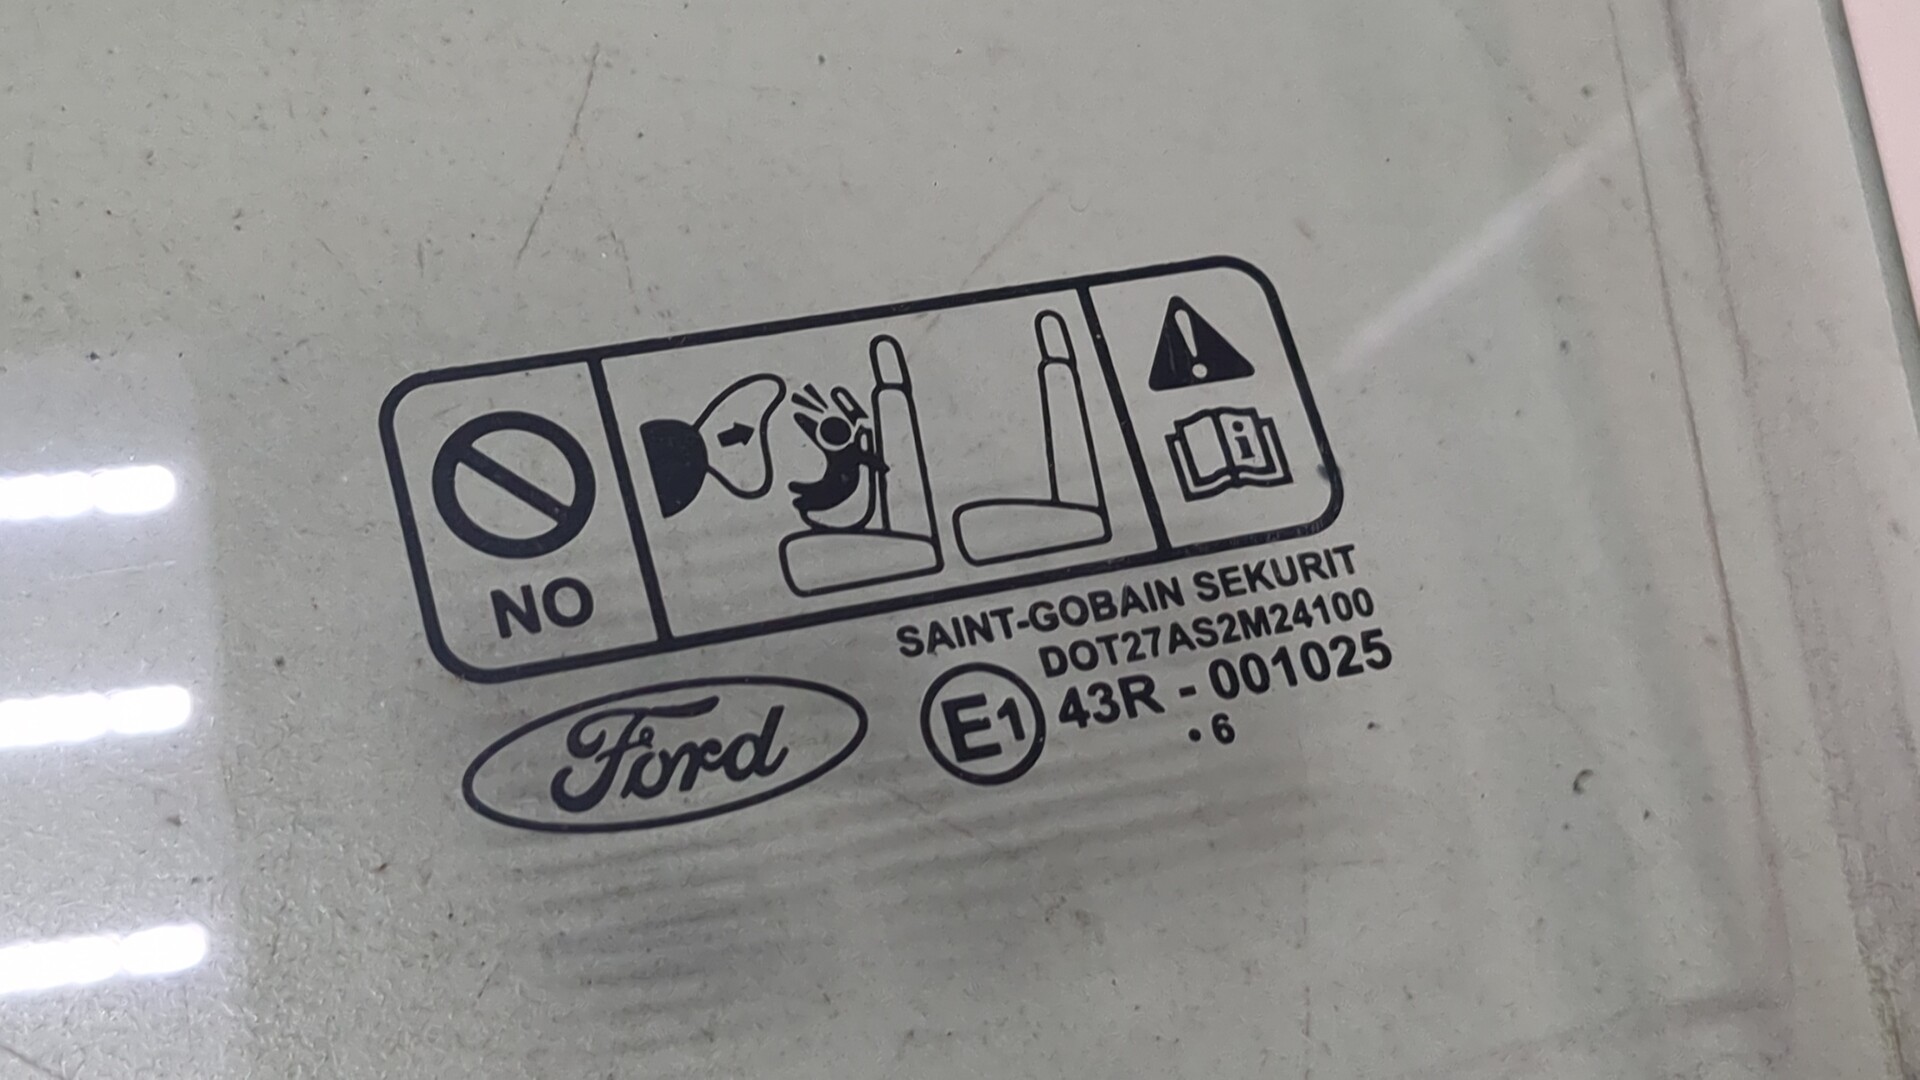 NO
SAINT-GOBAIN SEKURIT
DOT27AS2M24100
E1 43R - 001025
. 6
Ford